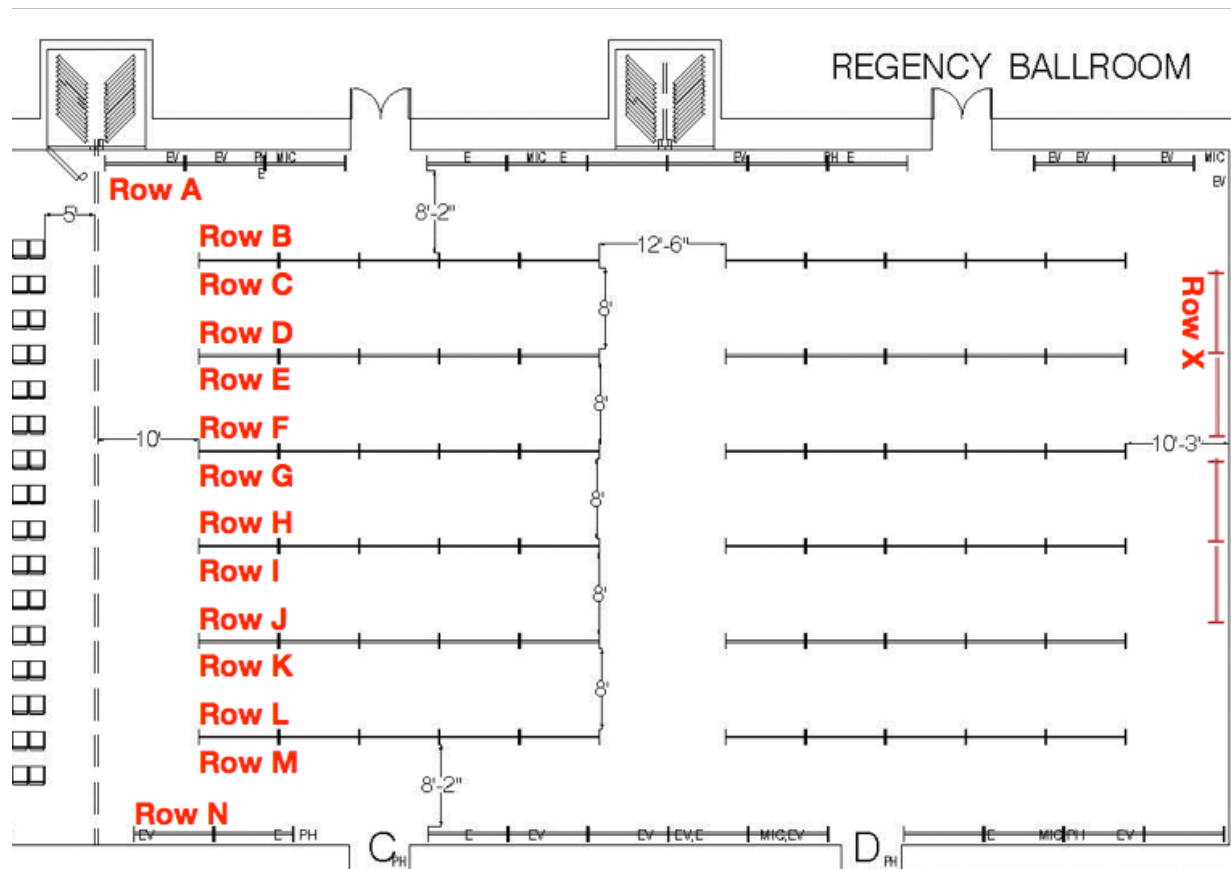 REGENCY BALLROOM
EV EV PH MIC E MIC E EV PH E EV EV EV MIC
E
EV
Row A
5'
8'-2"
Row B
12'-6"
Row C
Row X
8'
Row D
Row E
8'
Row F
10'
10'-3"
Row G
8'
Row H
Row I
8'
Row J
Row K
8'
Row L
Row M
8'-2"
Row N
EV E PH E EV EV EV,E MIC,EV E MIC PH EV
C PH D PH